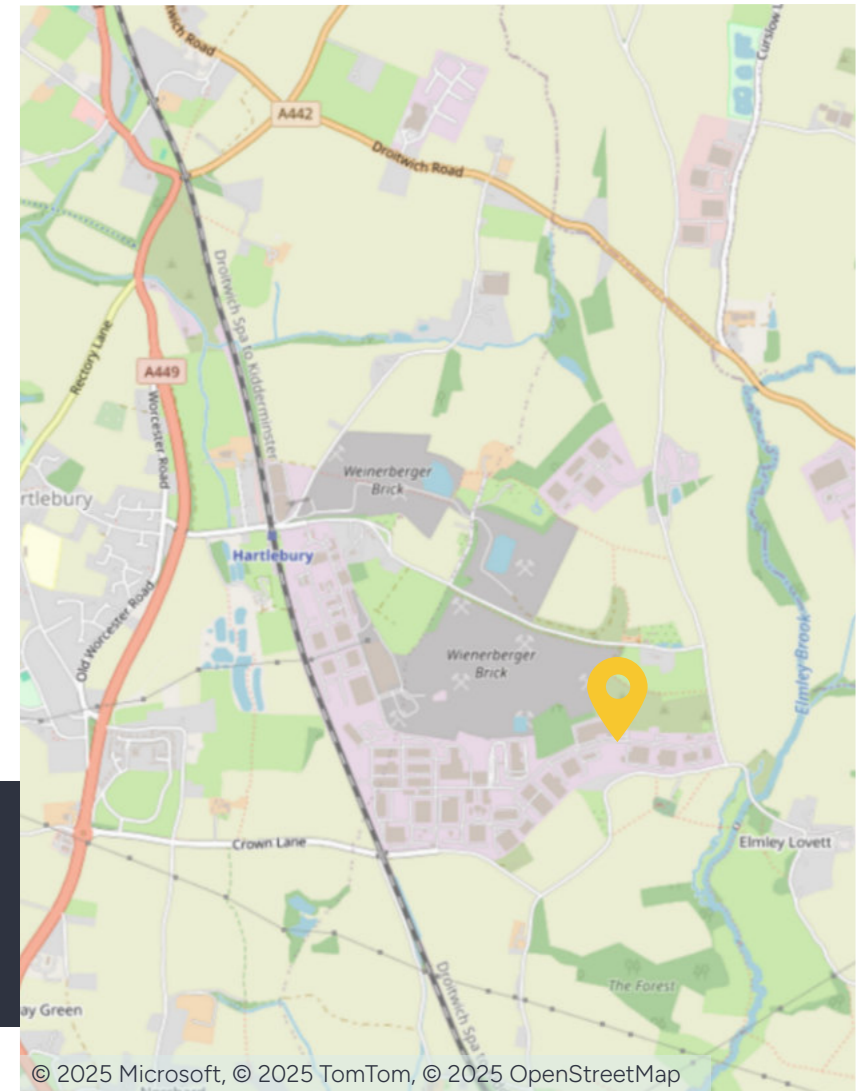 Road
Curslow
A442
Droitwich Road
Droitwich Spa to Kidderminster
Rectory Lane
A449
Worcester Road
Weinerberger
Brick
rtlebury
Hartlebury
Old Worcester Road
Wienerberger
Brick
Elmley Brook
Crown Lane
Elmley Lovett
Droitwich Spa
The Forest
ay Green
© 2025 Microsoft, © 2025 TomTom, © 2025 OpenStreetMap